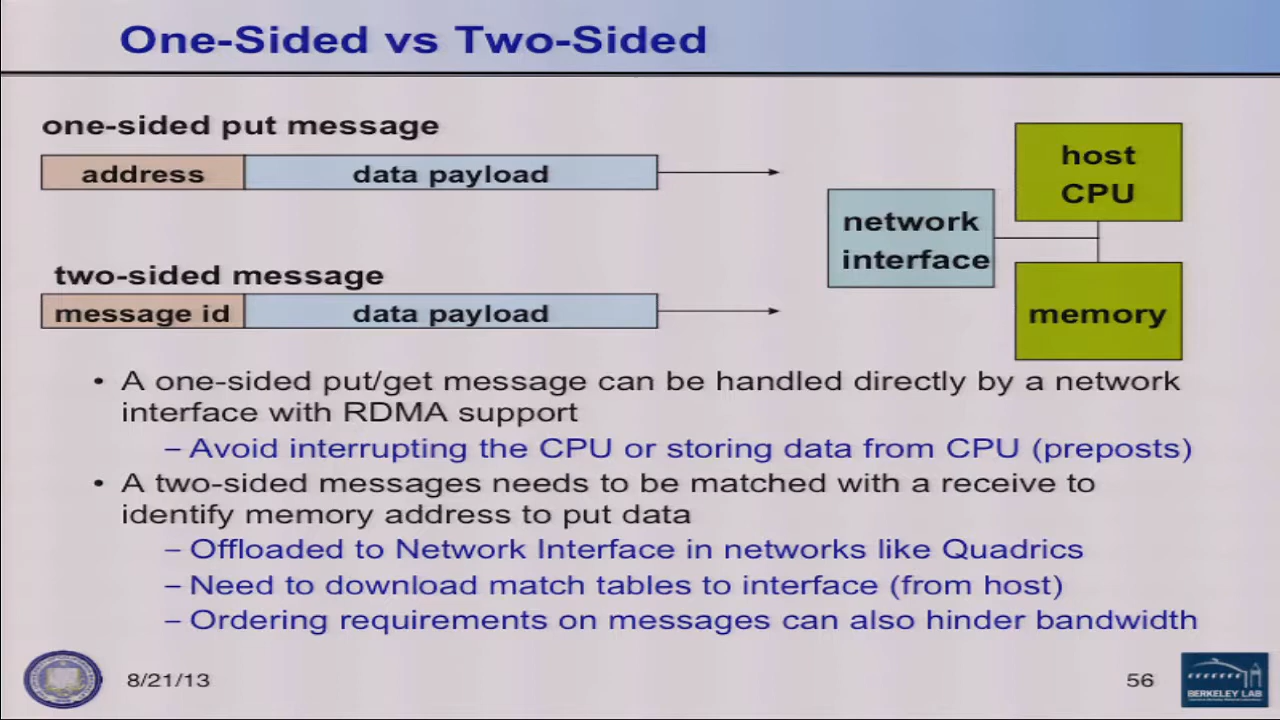 One-Sided vs Two-Sided
one-sided put message
address data payload
host
CPU
network
interface
two-sided message
message id data payload
memory
• A one-sided put/get message can be handled directly by a network
interface with RDMA support
– Avoid interrupting the CPU or storing data from CPU (preposts)
• A two-sided messages needs to be matched with a receive to
identify memory address to put data
– Offloaded to Network Interface in networks like Quadrics
– Need to download match tables to interface (from host)
– Ordering requirements on messages can also hinder bandwidth
8/21/13
56
BERKELEY LAB